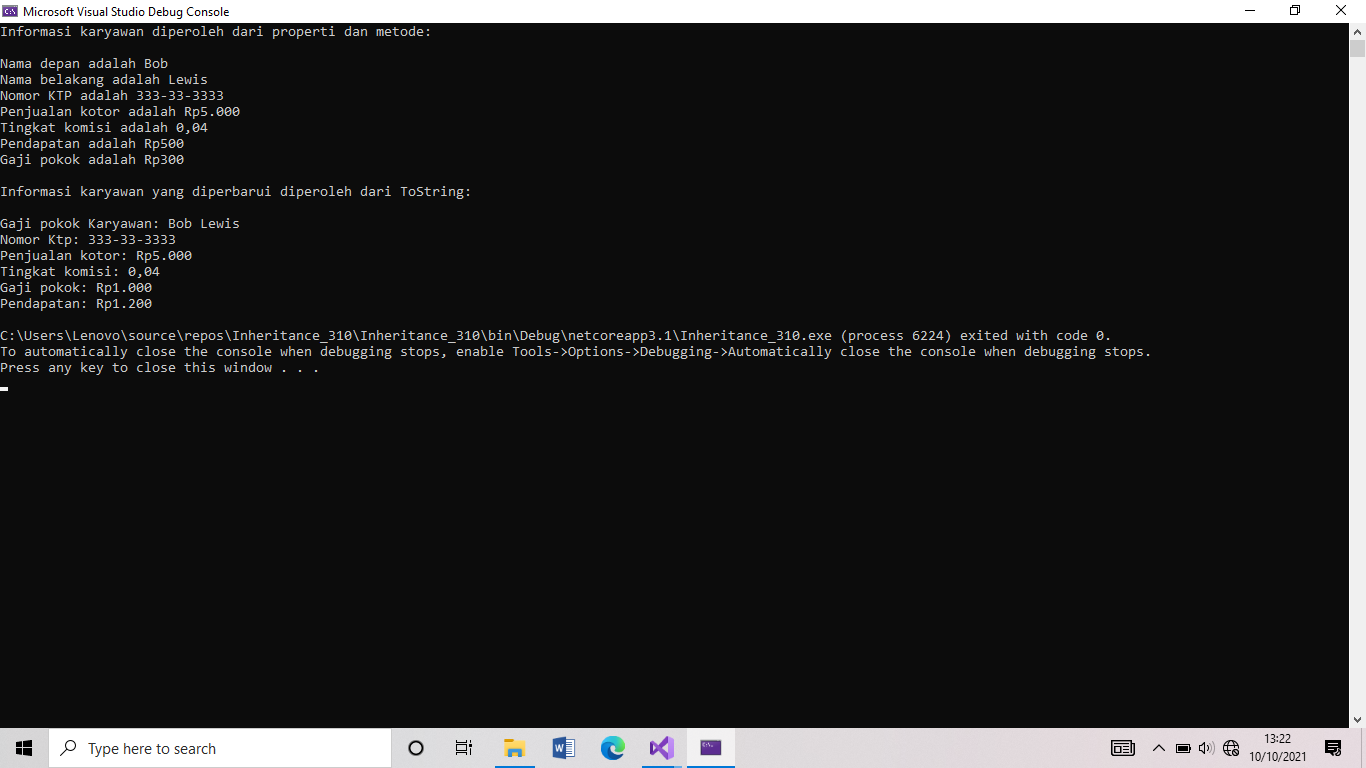 Microsoft Visual Studio Debug Console
Informasi karyawan diperoleh dari properti dan metode:
Nama depan adalah Bob
Nama belakang adalah Lewis
Nomor KTP adalah 333-33-3333
Penjualan kotor adalah Rp5.000
Tingkat komisi adalah 0,04
Pendapatan adalah Rp500
Gaji pokok adalah Rp300
Informasi karyawan yang diperbarui diperoleh dari ToString:
Gaji pokok Karyawan: Bob Lewis
Nomor Ktp: 333-33-3333
Penjualan kotor: Rp5.000
Tingkat komisi: 0,04
Gaji pokok: Rp1.000
Pendapatan: Rp1.200
C:\Users\Lenovo\source\repos\Inheritance_310\Inheritance_310\bin\Debug\netcoreapp3.1\Inheritance_310.exe (process 6224) exited with code 0.
To automatically close the console when debugging stops, enable Tools->Options->Debugging->Automatically close the console when debugging stops.
Press any key to close this window . . .
Type here to search
13:22
10/10/2021